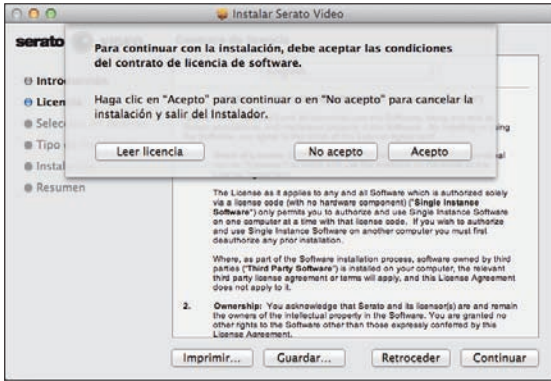 Instalar Serato Video
serato
Para continuar con la instalación, debe aceptar las condiciones
del contrato de licencia de software.
Haga clic en "Acepto" para continuar o en "No acepto" para cancelar la
instalación y salir del Instalador.
Leer licencia
No acepto
Acepto
Intro
Licen
Selec
Tipo
Instal
Resumen
The License as it applies to any and all Software which is authorized solely
via a license code (with no hardware component) ("Single Instance
Software") only permits you to authorize and use Single Instance Software
on one computer at a time with that license code. If you wish to authorize
and use Single Instance Software on another computer you must first
deauthorize any prior installation.
Where, as part of the Software installation process, software owned by third
parties ("Third Party Software") is installed on your computer, the relevant
third party license agreement or terms will apply, and this License Agreement
does not apply to it.
2. Ownership: You acknowledge that Serato and its licensor(s) are and remain
the owners of the intellectual property in the Software. You are granted no
other rights to the Software other than those expressly conferred by this
License Agreement.
Imprimir...
Guardar...
Retroceder
Continuar